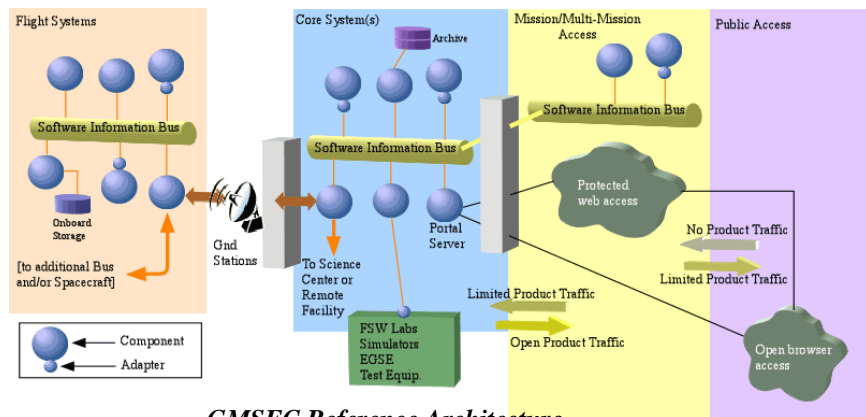 Flight Systems
Core System(s)
Mission/Multi-Mission
Access
Public Access
Archive
Software Information Bus
Software Information Bus
Software Information Bus
Onboard
Storage
Gnd
Stations
Portal
Server
Protected
web access
No Product Traffic
Limited Product Traffic
[to additional Bus
and/or Spacecraft]
To Science
Center or
Remote
Facility
Limited Product Traffic
Open Product Traffic
FSW Labs
Simulators
EGSE
Test Equip.
Open browser
access
Component
Adapter
GMSEC Reference Architecture